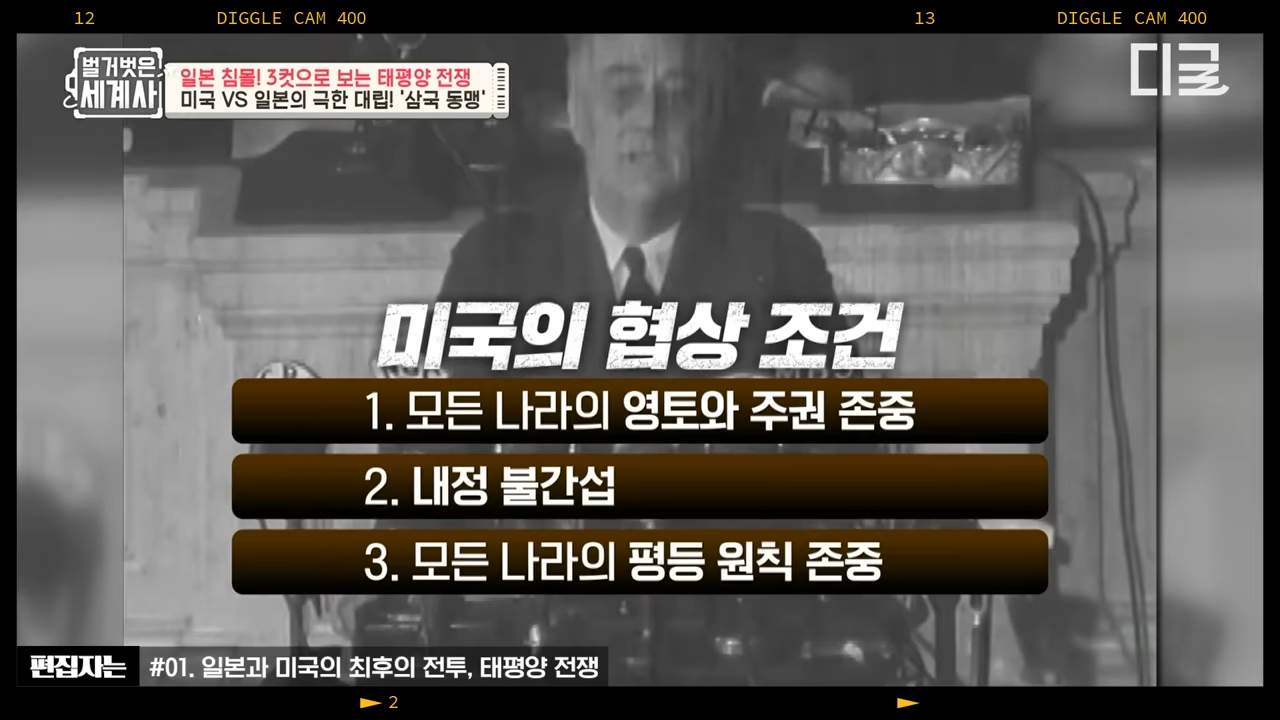 12 DIGGLE CAM 400 13 DIGGLE CAM 400
벌거벗은
세계사
일본 침몰! 3컷으로 보는 태평양 전쟁
미국 VS 일본의 극한 대립! '삼국 동맹'
디글
미국의 협상 조건
1. 모든 나라의 영토와 주권 존중
2. 내정 불간섭
3. 모든 나라의 평등 원칙 존중
편집자는 #01. 일본과 미국의 최후의 전투, 태평양 전쟁
2